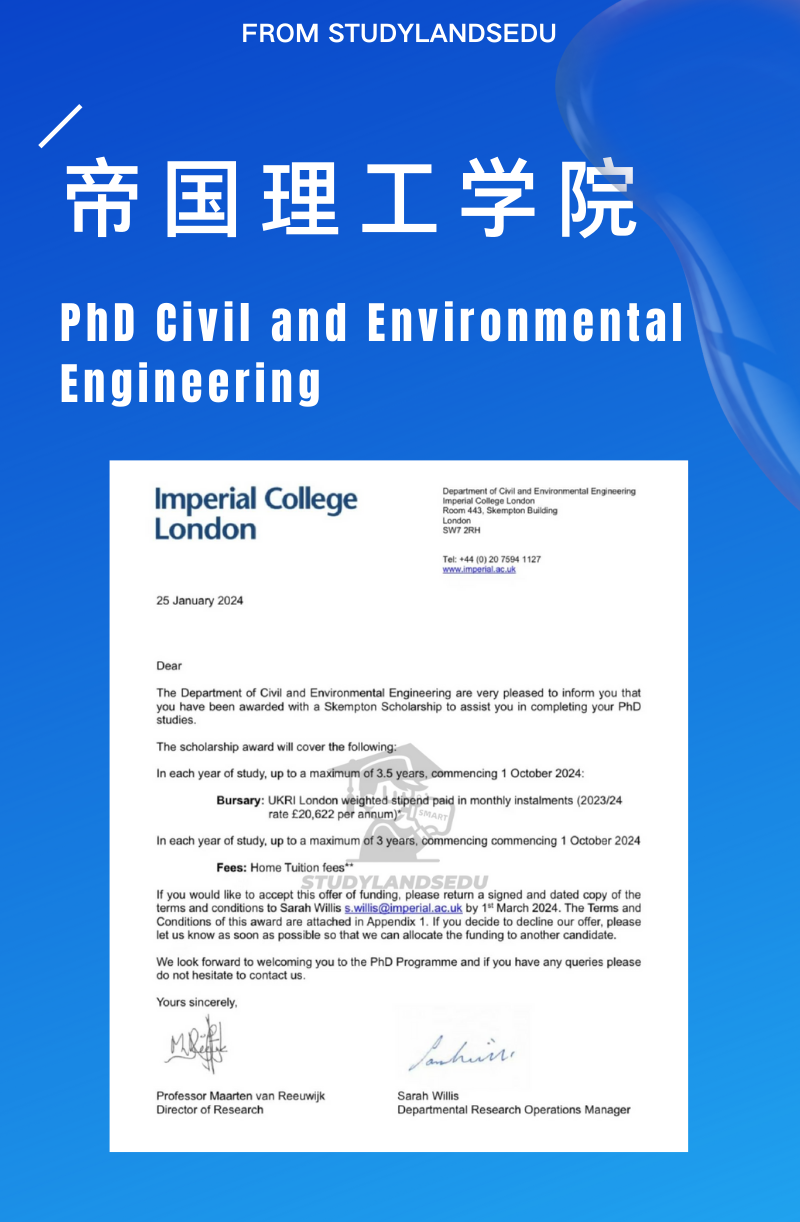 FROM STUDYLANDSEDU
帝国理工学院
PhD Civil and Environmental
Engineering
Imperial College
London
Department of Civil and Environmental Engineering
Imperial College London
Room 443, Skempton Building
London
SW7 2RH
Tel: +44 (0) 20 7594 1127
www.imperial.ac.uk
25 January 2024
Dear
The Department of Civil and Environmental Engineering are very pleased to inform you that
you have been awarded with a Skempton Scholarship to assist you in completing your PhD
studies.
The scholarship award will cover the following:
In each year of study, up to a maximum of 3.5 years, commencing 1 October 2024:
Bursary: UKRI London weighted stipend paid in monthly instalments (2023/24
rate £20,622 per annum)*
SMART
In each year of study, up to a maximum of 3 years, commencing commencing 1 October 2024
Fees: Home Tuition fees**
STUDYLANDSEDU
If you would like to accept this offer of funding, please return a signed and dated copy of the
terms and conditions to Sarah Willis s.willis@imperial.ac.uk by 1st March 2024. The Terms and
Conditions of this award are attached in Appendix 1. If you decide to decline our offer, please
let us know as soon as possible so that we can allocate the funding to another candidate.
We look forward to welcoming you to the PhD Programme and if you have any queries please
do not hesitate to contact us.
Yours sincerely,
Professor Maarten van Reeuwijk
Director of Research
Sarah Willis
Departmental Research Operations Manager